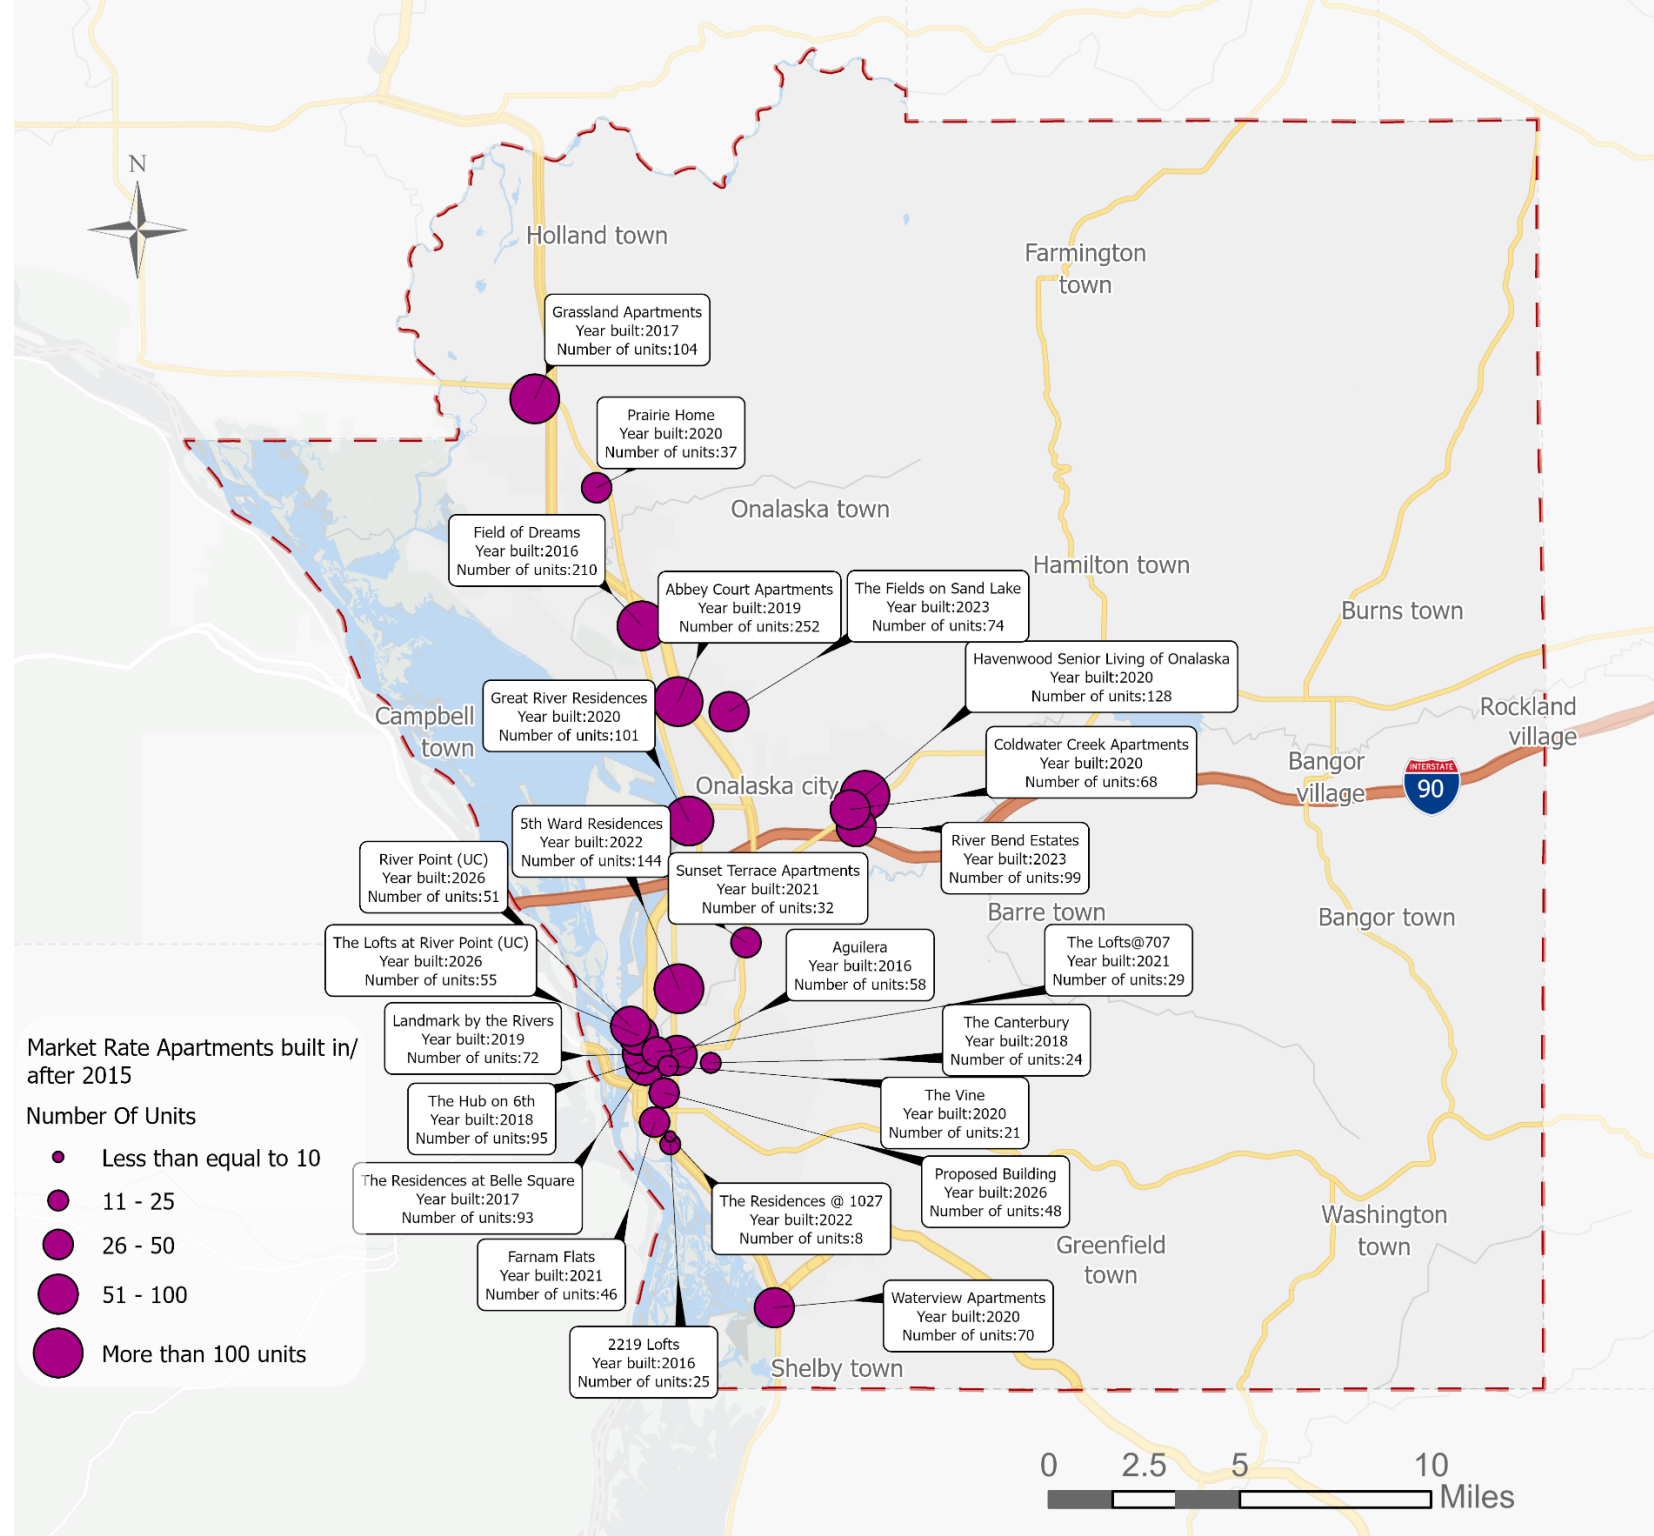 N
Holland town
Farmington
town
Grassland Apartments
Year built:2017
Number of units:104
Prairie Home
Year built:2020
Number of units:37
Onalaska town
Field of Dreams
Year built:2016
Number of units:210
Hamilton town
Abbey Court Apartments
Year built:2019
Number of units:252
The Fields on Sand Lake
Year built:2023
Number of units:74
Burns town
Havenwood Senior Living of Onalaska
Year built:2020
Number of units:128
Great River Residences
Year built:2020
Number of units:101
Campbell
town
Rockland
village
Coldwater Creek Apartments
Year built:2020
Number of units:68
Onalaska city
Bangor
village
INTERSTATE
90
5th Ward Residences
Year built:2022
Number of units:144
River Bend Estates
Year built:2023
Number of units:99
River Point (UC)
Year built:2026
Number of units:51
Sunset Terrace Apartments
Year built:2021
Number of units:32
Barre town
Bangor town
The Lofts at River Point (UC)
Year built:2026
Number of units:55
Aguilera
Year built:2016
Number of units:58
The Lofts@707
Year built:2021
Number of units:29
Landmark by the Rivers
Year built:2019
Number of units:72
The Canterbury
Year built:2018
Number of units:24
The Hub on 6th
Year built:2018
Number of units:95
The Vine
Year built:2020
Number of units:21
The Residences at Belle Square
Year built:2017
Number of units:93
Proposed Building
Year built:2026
Number of units:48
The Residences @ 1027
Year built:2022
Number of units:8
Washington
town
Greenfield
town
Farnam Flats
Year built:2021
Number of units:46
Waterview Apartments
Year built:2020
Number of units:70
2219 Lofts
Year built:2016
Number of units:25
Shelby town
Market Rate Apartments built in/
after 2015
Number Of Units
Less than equal to 10
11 - 25
26 - 50
51 - 100
More than 100 units
0 2.5 5 10
Miles